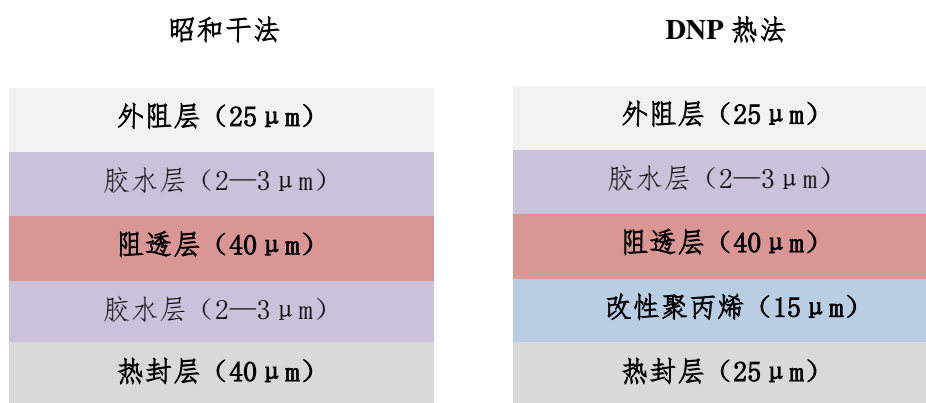 昭和干法
外阻层（25μm）
胶水层（2—3μm）
阻透层（40μm）
胶水层（2—3μm）
热封层（40μm）
DNP 热法
外阻层（25μm）
胶水层（2—3μm）
阻透层（40μm）
改性聚丙烯（15μm）
热封层（25μm）